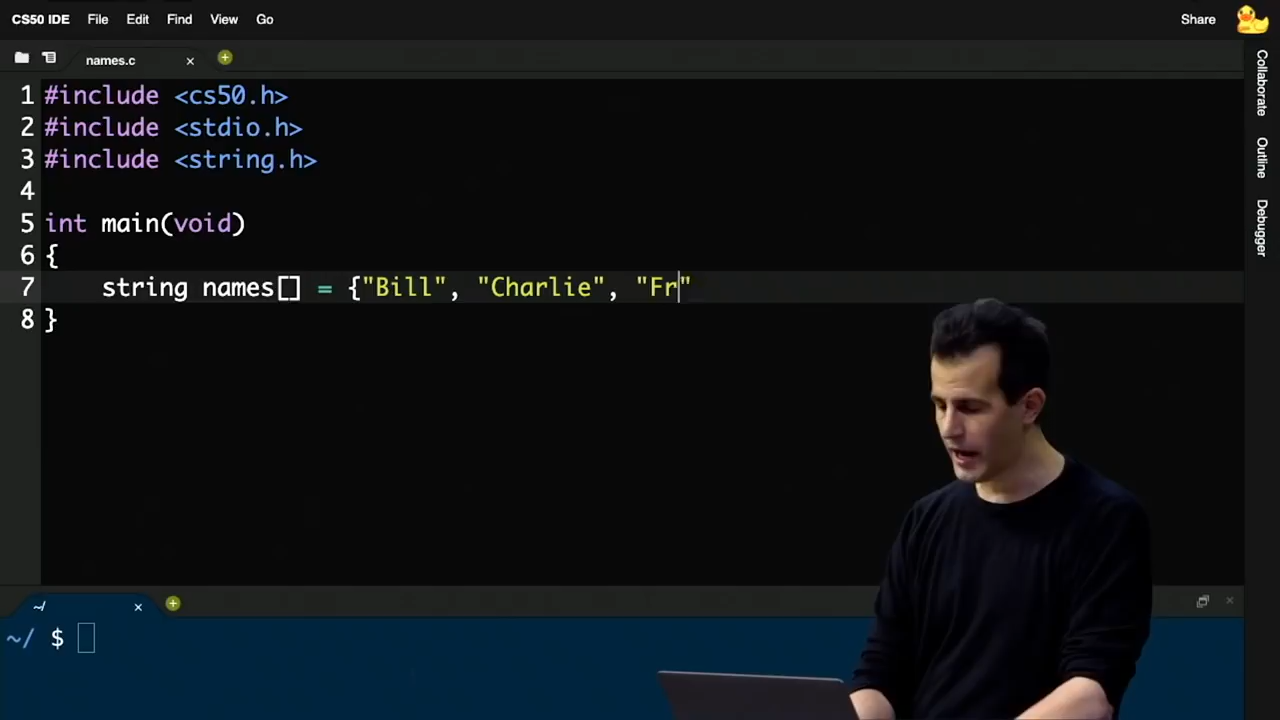 CS50 IDE File Edit Find View Go Share
names.c
1 #include <cs50.h>
2 #include <stdio.h>
3 #include <string.h>
4
5 int main(void)
6 {
7 string names[] = {"Bill", "Charlie", "Fr"
8 }
~/
~/ $
Collaborate
Outline
Debugger